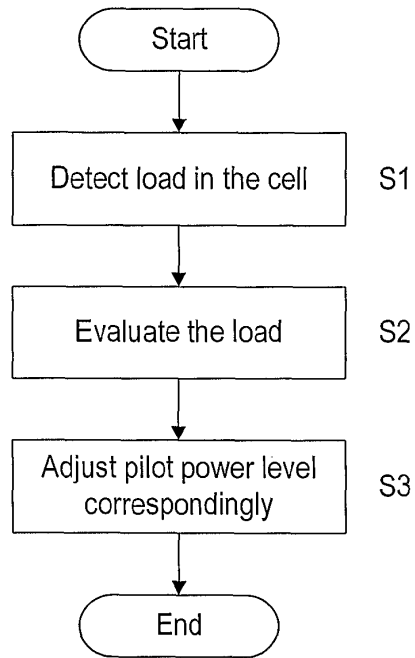 Start
Detect load in the cell
S1
Evaluate the load
S2
Adjust pilot power level
correspondingly
S3
End